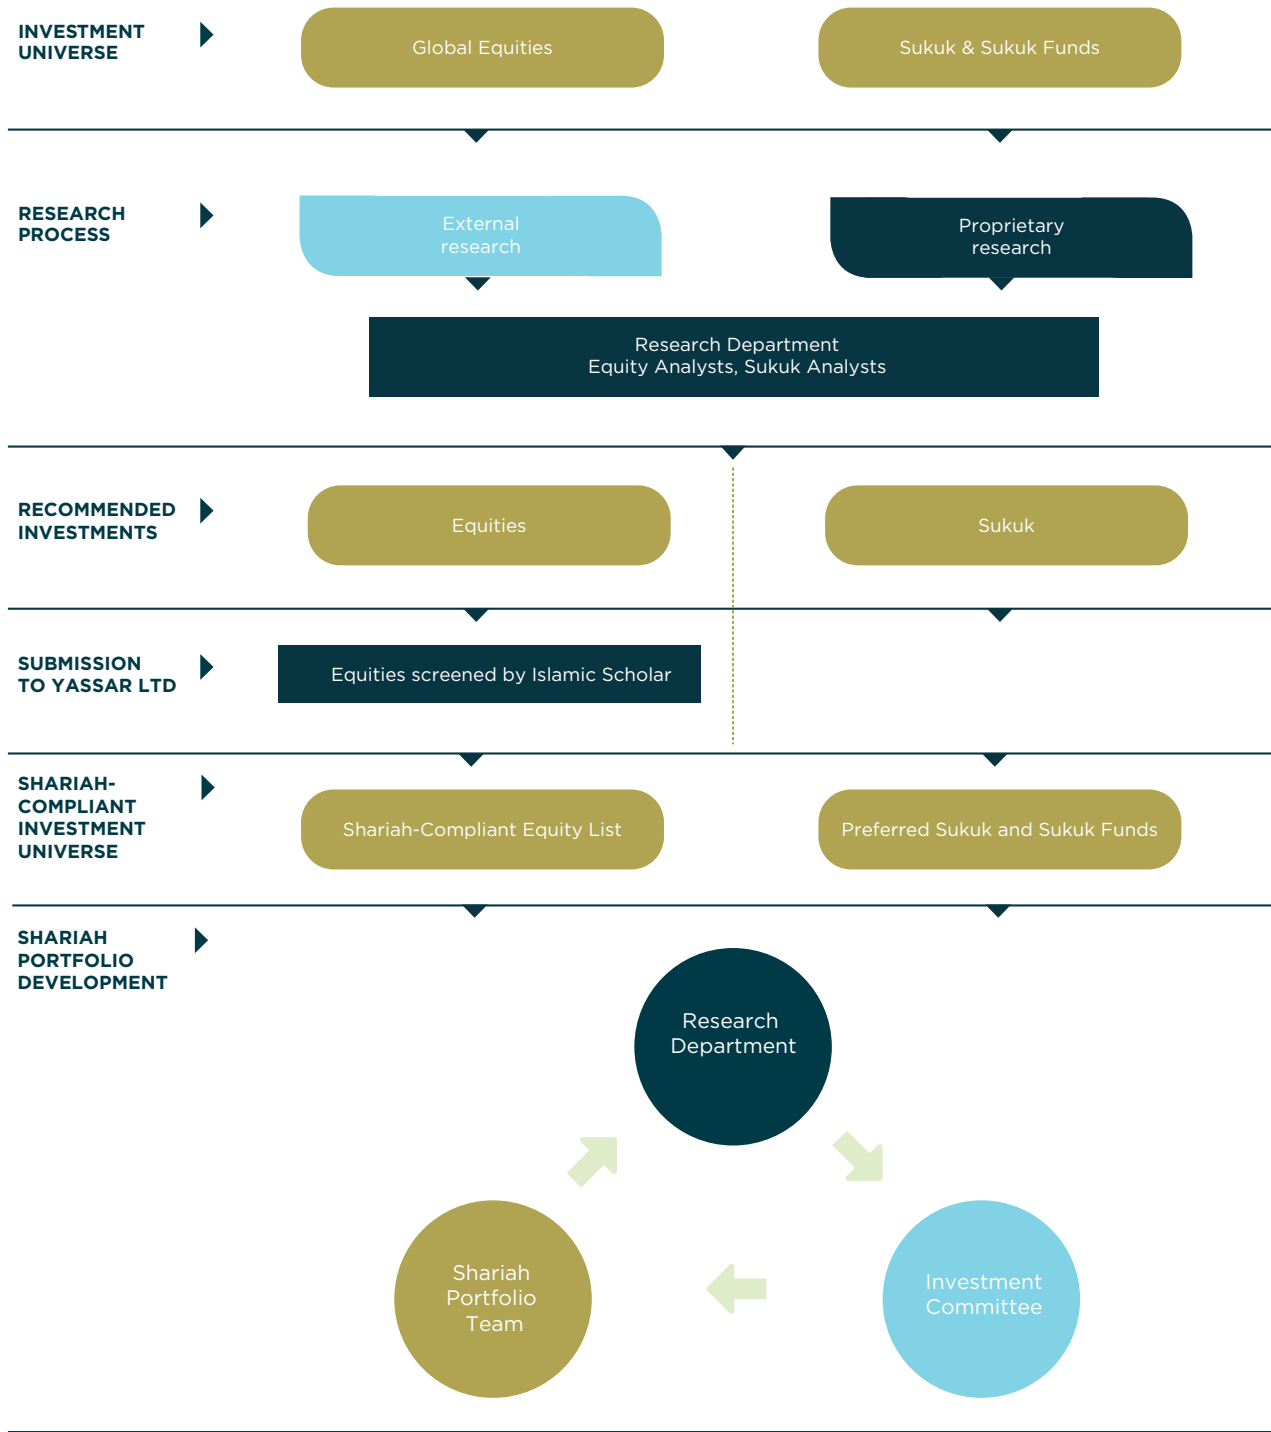 INVESTMENT
UNIVERSE
Global Equities
Sukuk & Sukuk Funds
RESEARCH
PROCESS
External
research
Proprietary
research
Research Department
Equity Analysts, Sukuk Analysts
RECOMMENDED
INVESTMENTS
Equities
Sukuk
SUBMISSION
TO YASSAR LTD
Equities screened by Islamic Scholar
SHARIAH-
COMPLIANT
INVESTMENT
UNIVERSE
Shariah-Compliant Equity List
Preferred Sukuk and Sukuk Funds
SHARIAH
PORTFOLIO
DEVELOPMENT
Research
Department
Shariah
Portfolio
Team
Investment
Committee